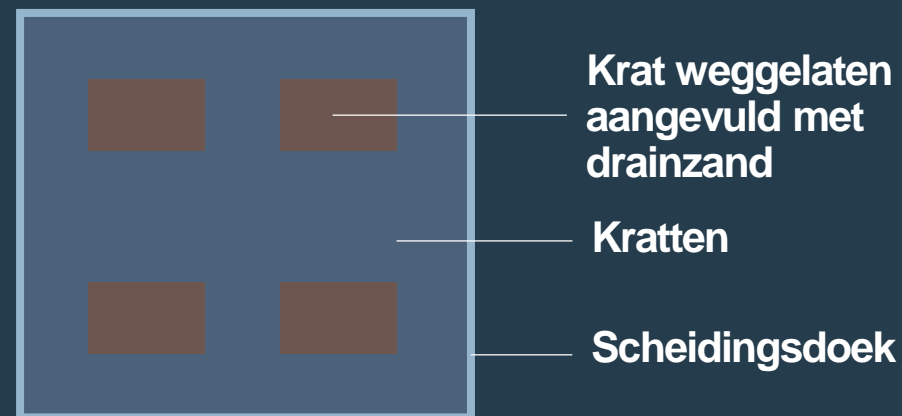 Krat weggelaten
aangevuld met
drainzand
Kratten
Scheidingsdoek